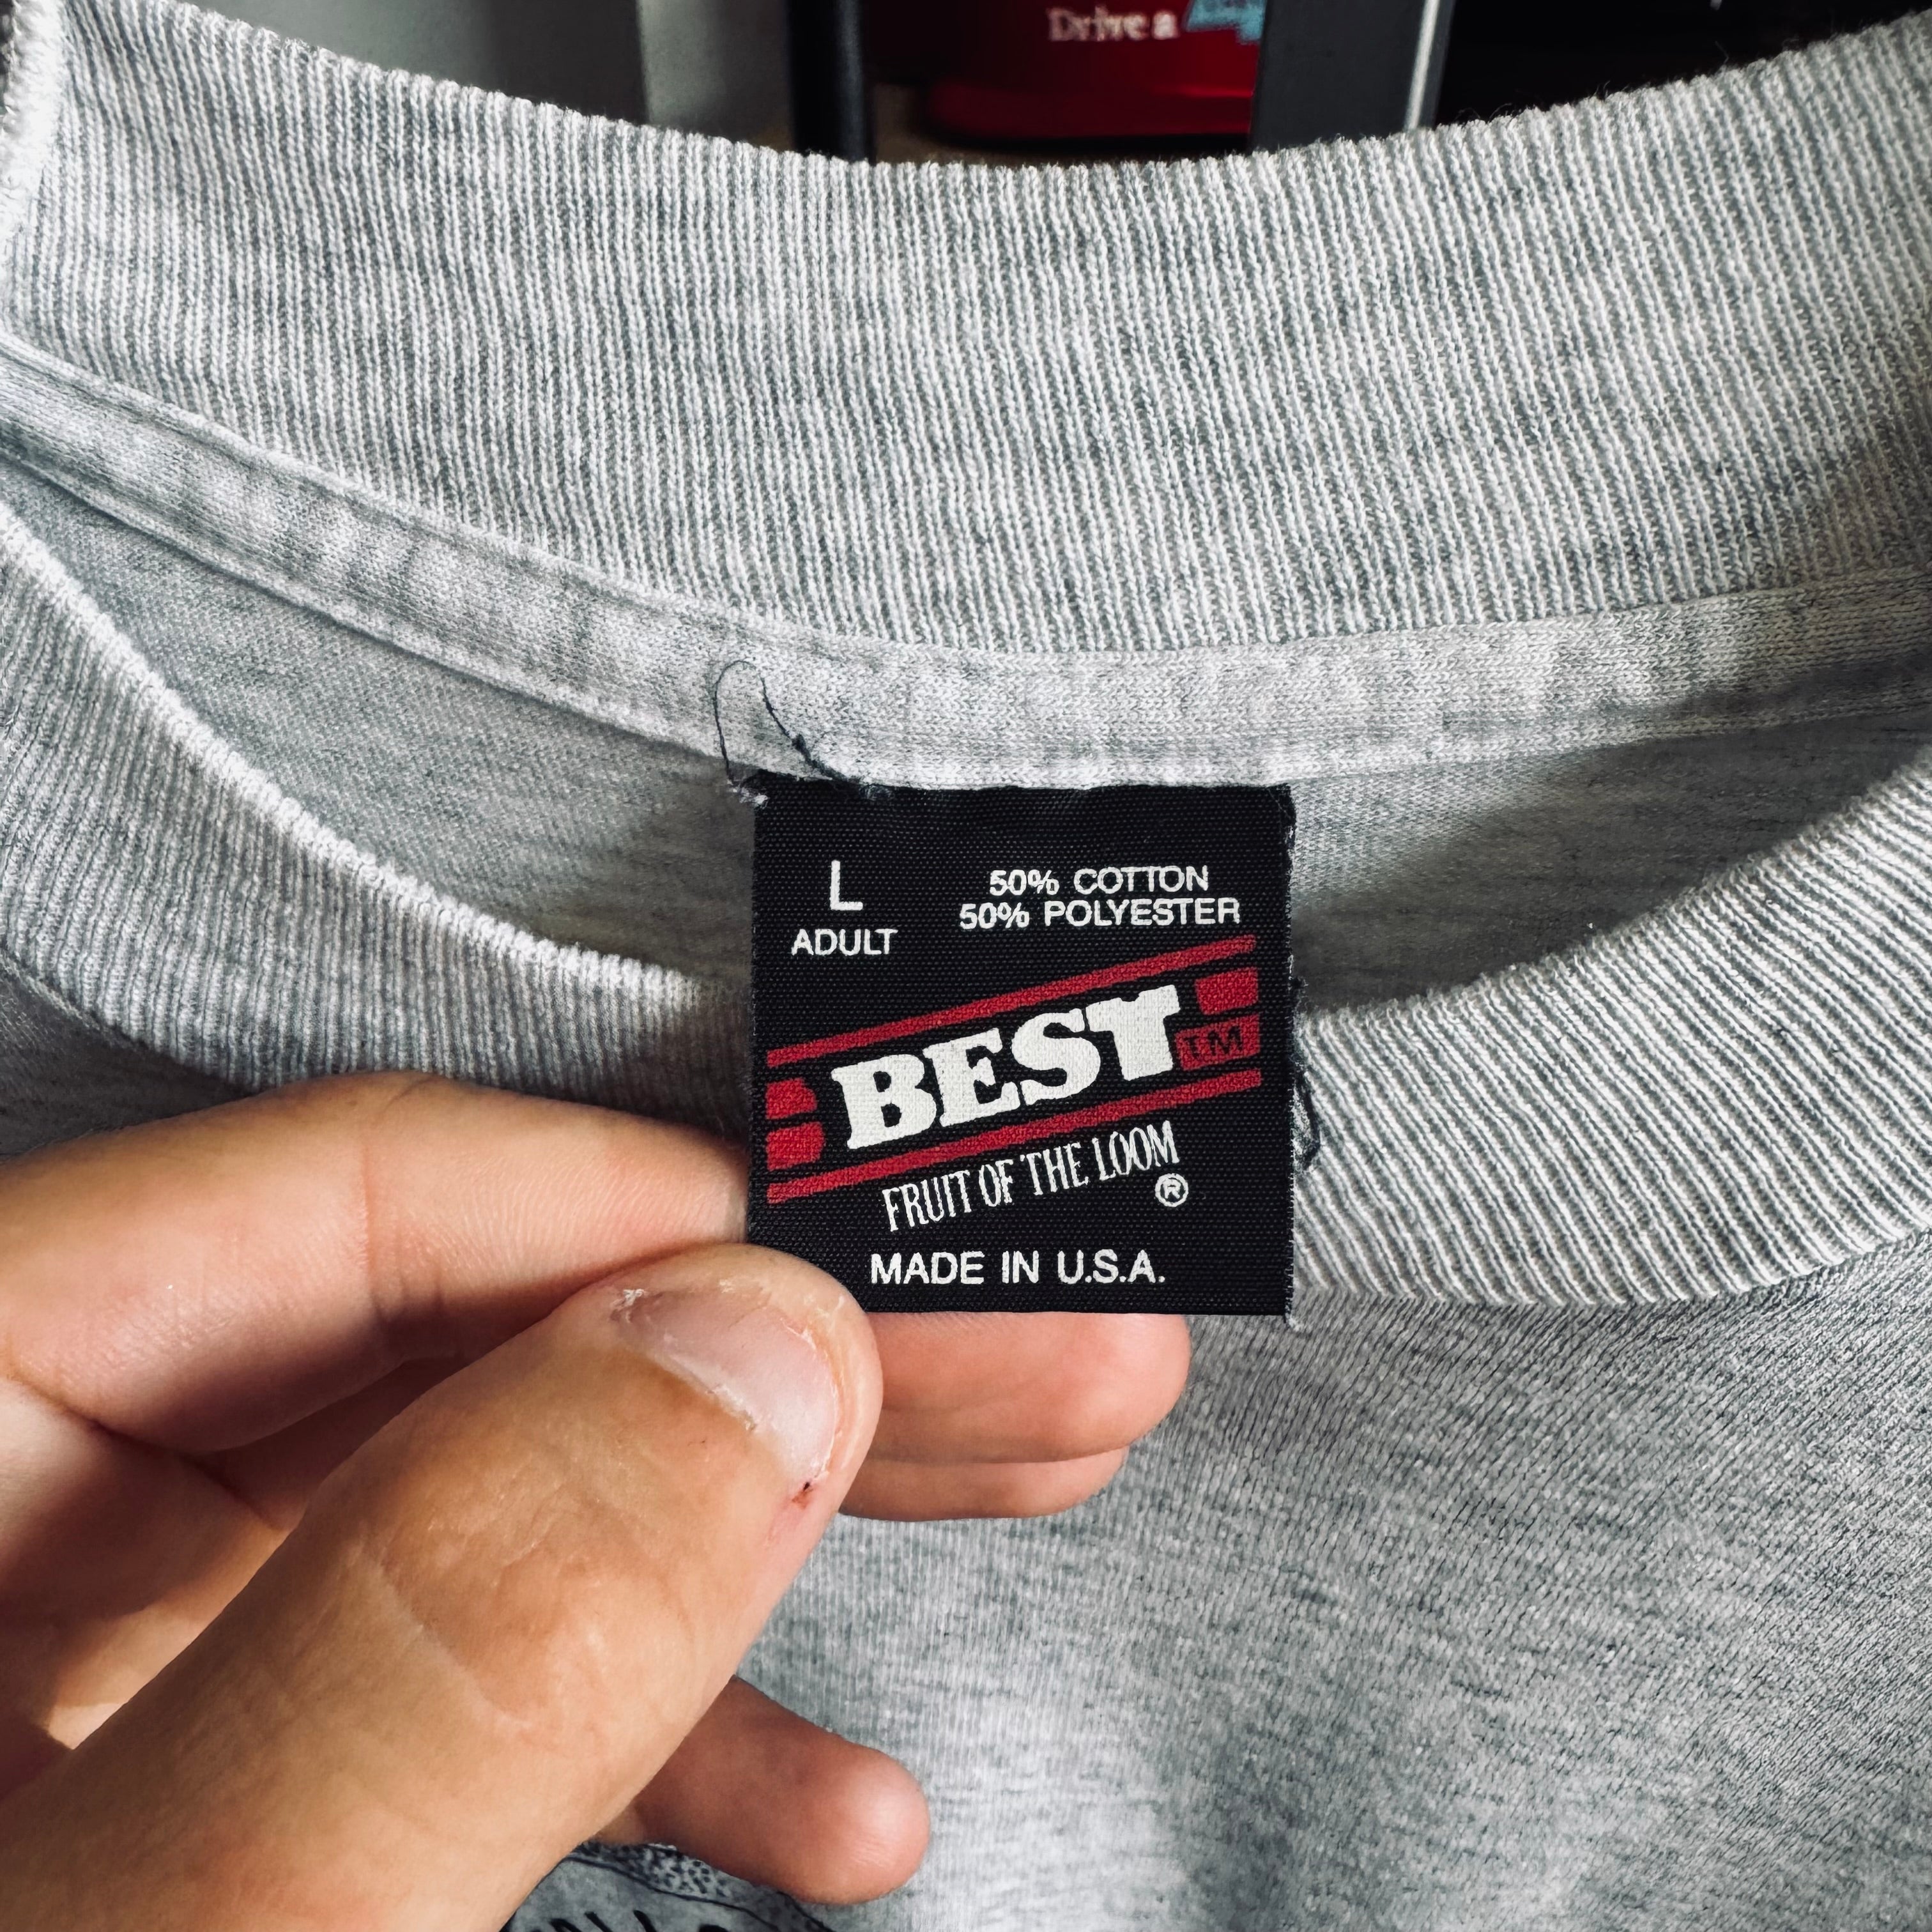 Drive a
L
ADULT
50% COTTON
50% POLYESTER
BEST TM
FRUIT OF THE LOOM
®
MADE IN U.S.A.